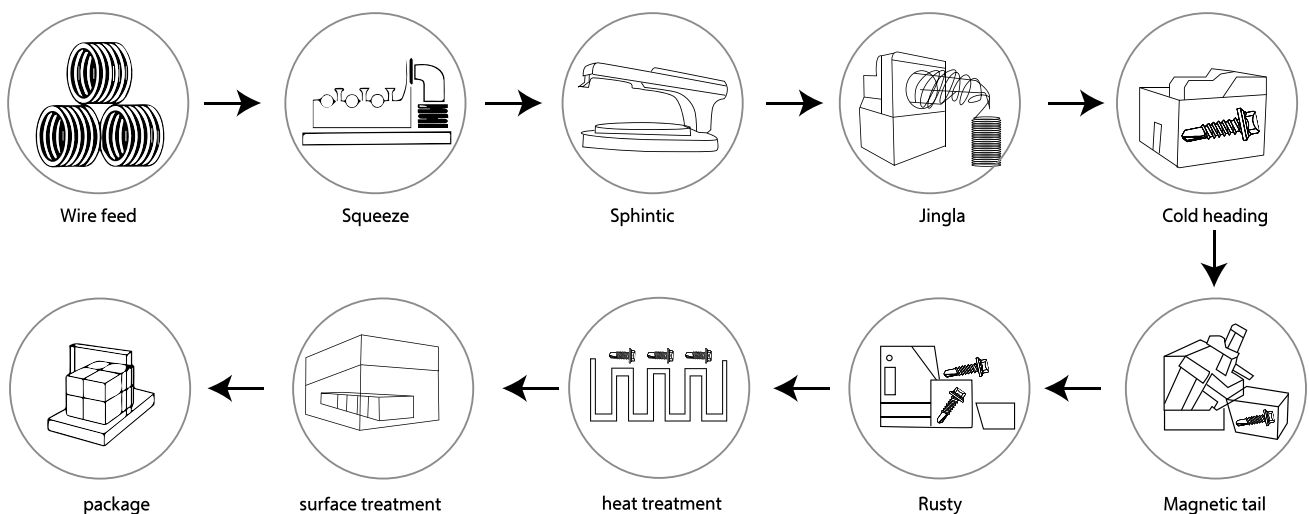 Wire feed
Squeeze
Sphintic
Jingla
Cold heading
Magnetic tail
Rusty
heat treatment
surface treatment
package